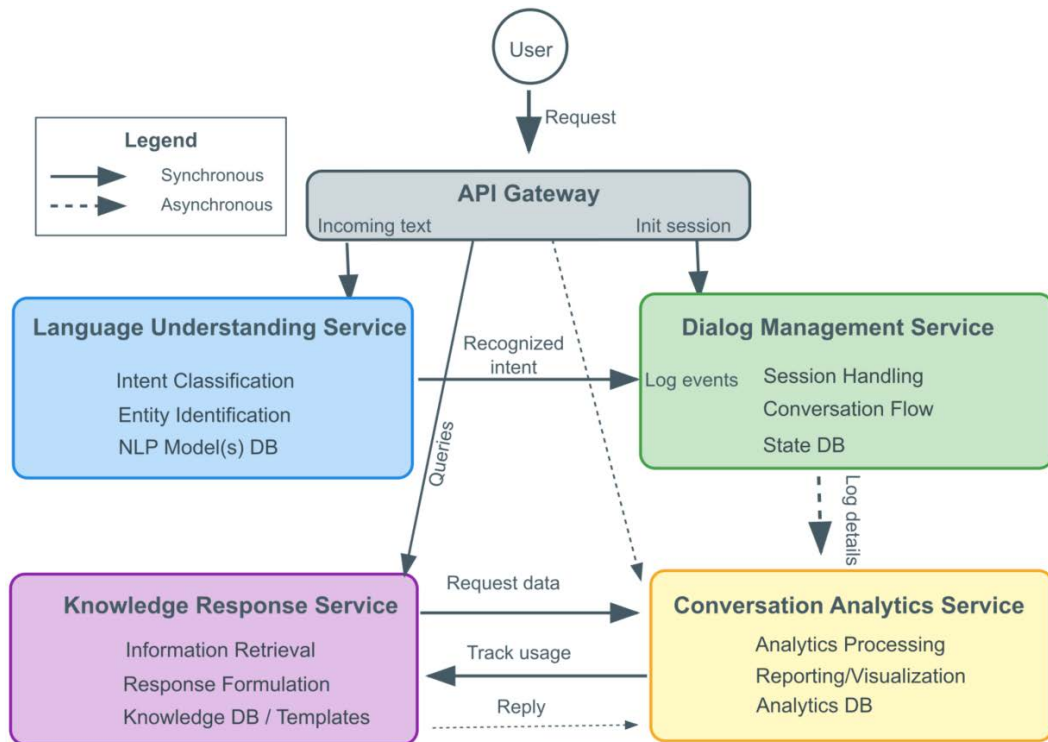 User
Request
Legend
Synchronous
Asynchronous
API Gateway
Incoming text
Init session
Language Understanding Service
Intent Classification
Entity Identification
NLP Model(s) DB
Recognized
intent
Dialog Management Service
Log events
Session Handling
Conversation Flow
State DB
Queries
Log details
Knowledge Response Service
Information Retrieval
Response Formulation
Knowledge DB / Templates
Request data
Track usage
Reply
Conversation Analytics Service
Analytics Processing
Reporting/Visualization
Analytics DB